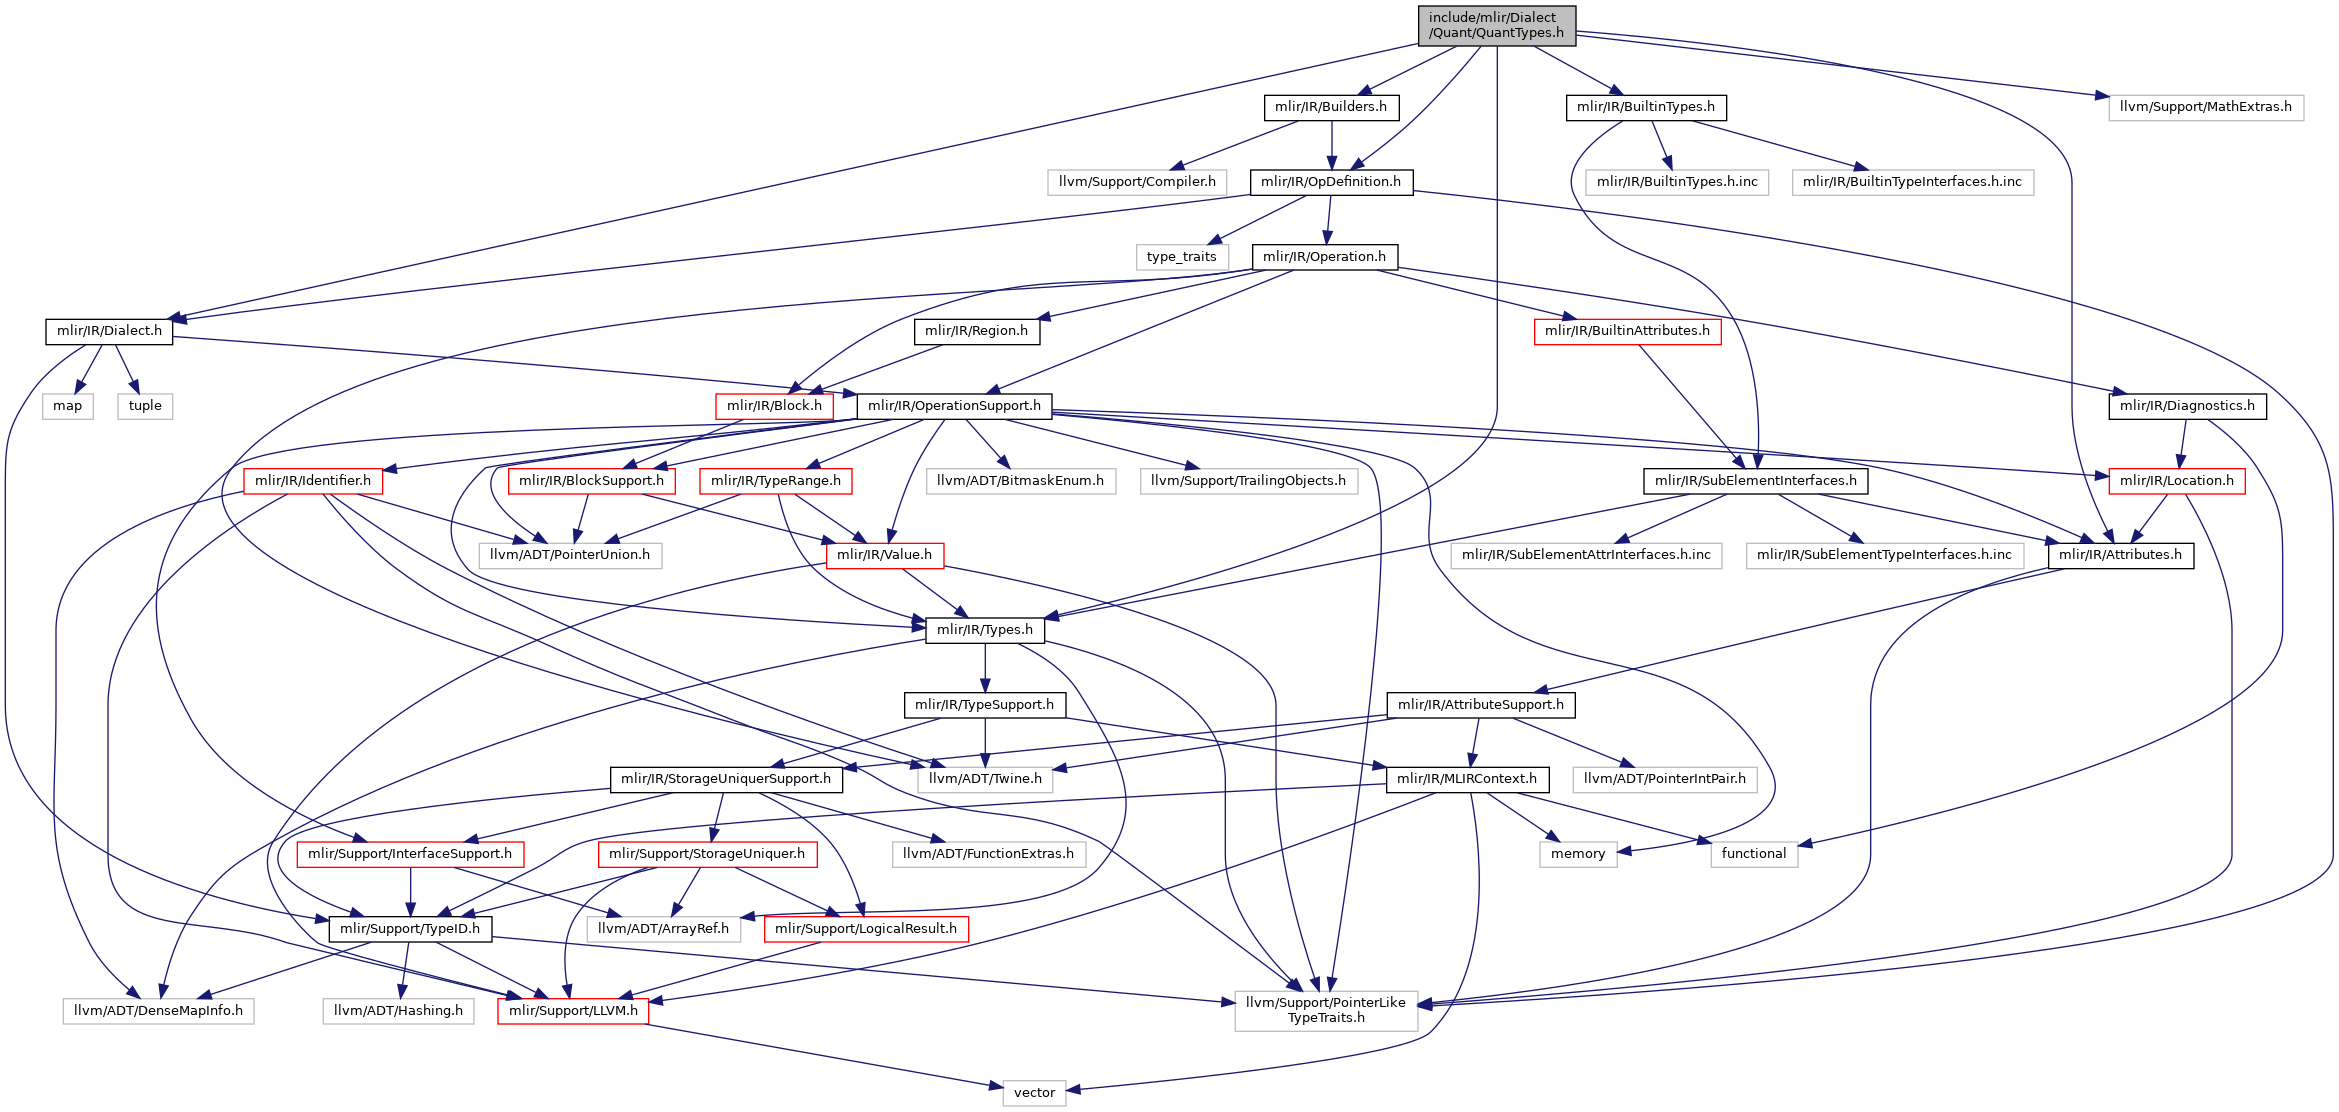 include/mlir/Dialect
/Quant/QuantTypes.h
mlir/IR/Builders.h
mlir/IR/BuiltinTypes.h
llvm/Support/MathExtras.h
llvm/Support/Compiler.h
mlir/IR/OpDefinition.h
mlir/IR/BuiltinTypes.h.inc
mlir/IR/BuiltinTypeInterfaces.h.inc
type_traits
mlir/IR/Operation.h
mlir/IR/Dialect.h
mlir/IR/Region.h
mlir/IR/BuiltinAttributes.h
map
tuple
mlir/IR/Block.h
mlir/IR/OperationSupport.h
mlir/IR/Diagnostics.h
mlir/IR/Identifier.h
mlir/IR/BlockSupport.h
mlir/IR/TypeRange.h
llvm/ADT/BitmaskEnum.h
llvm/Support/TrailingObjects.h
mlir/IR/SubElementInterfaces.h
mlir/IR/Location.h
llvm/ADT/PointerUnion.h
mlir/IR/Value.h
mlir/IR/SubElementAttrInterfaces.h.inc
mlir/IR/SubElementTypeInterfaces.h.inc
mlir/IR/Attributes.h
mlir/IR/Types.h
mlir/IR/TypeSupport.h
mlir/IR/AttributeSupport.h
mlir/IR/StorageUniquerSupport.h
llvm/ADT/Twine.h
mlir/IR/MLIRContext.h
llvm/ADT/PointerIntPair.h
mlir/Support/InterfaceSupport.h
mlir/Support/StorageUniquer.h
llvm/ADT/FunctionExtras.h
memory
functional
mlir/Support/TypeID.h
llvm/ADT/ArrayRef.h
mlir/Support/LogicalResult.h
llvm/ADT/DenseMapInfo.h
llvm/ADT/Hashing.h
mlir/Support/LLVM.h
llvm/Support/PointerLike
TypeTraits.h
vector